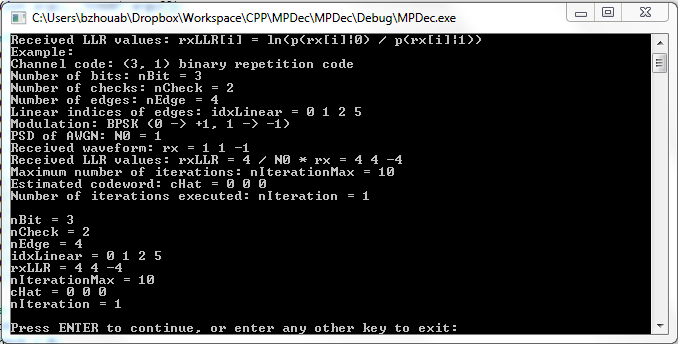 C:\Users\bzhouab\Dropbox\Workspace\CPP\MPDec\MPDec\Debug\MPDec.exe
Received LLR values: rxLLR[i] = ln(p(rx[i]|0) / p(rx[i]|1))
Example:
Channel code: (3, 1) binary repetition code
Number of bits: nBit = 3
Number of checks: nCheck = 2
Number of edges: nEdge = 4
Linear indices of edges: idxLinear = 0 1 2 5
Modulation: BPSK (0 -> +1, 1 -> -1)
PSD of AWGN: N0 = 1
Received waveform: rx = 1 1 -1
Received LLR values: rxLLR = 4 / N0 * rx = 4 4 -4
Maximum number of iterations: nIterationMax = 10
Estimated codeword: cHat = 0 0 0
Number of iterations executed: nIteration = 1
nBit = 3
nCheck = 2
nEdge = 4
idxLinear = 0 1 2 5
rxLLR = 4 4 -4
nIterationMax = 10
cHat = 0 0 0
nIteration = 1
Press ENTER to continue, or enter any other key to exit: